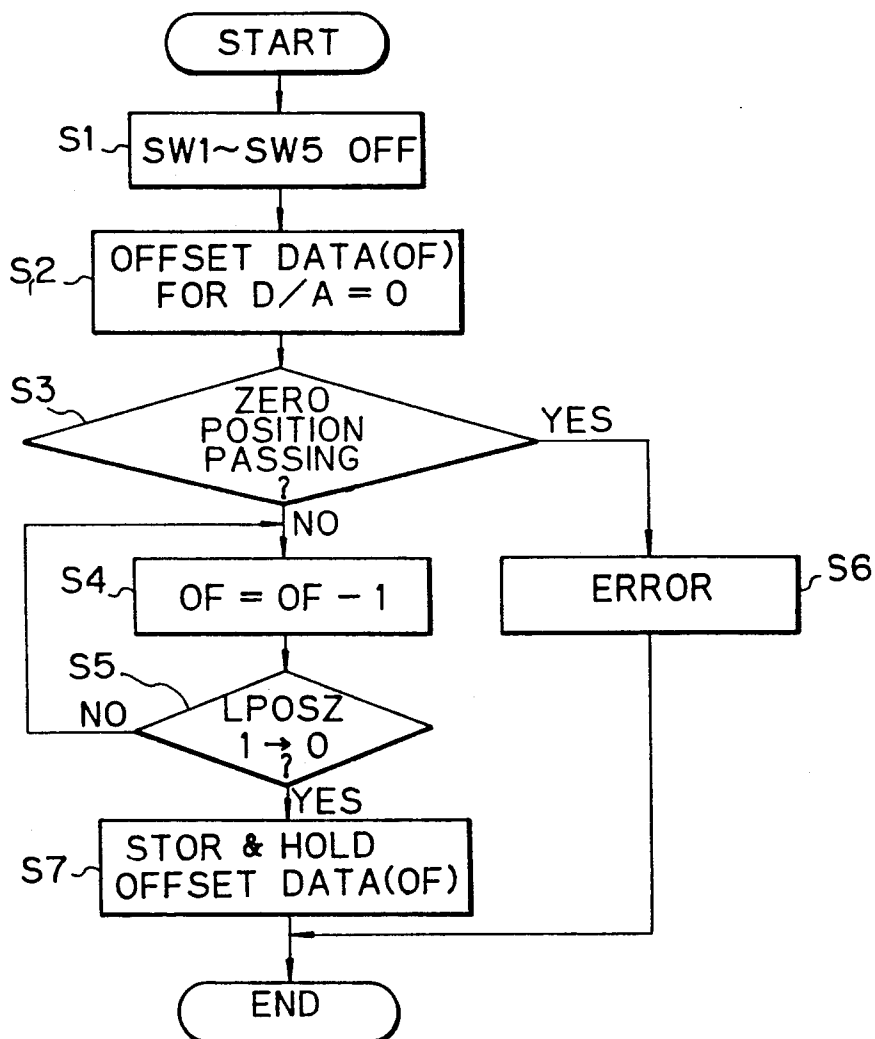 START
S1
SW1~SW5 OFF
S2
OFFSET DATA(OF)
FOR D/A = 0
S3
ZERO
POSITION
PASSING
?
YES
NO
S4
OF = OF - 1
ERROR
S6
S5
LPOSZ
1 → 0
?
NO
YES
S7
STOR & HOLD
OFFSET DATA(OF)
END